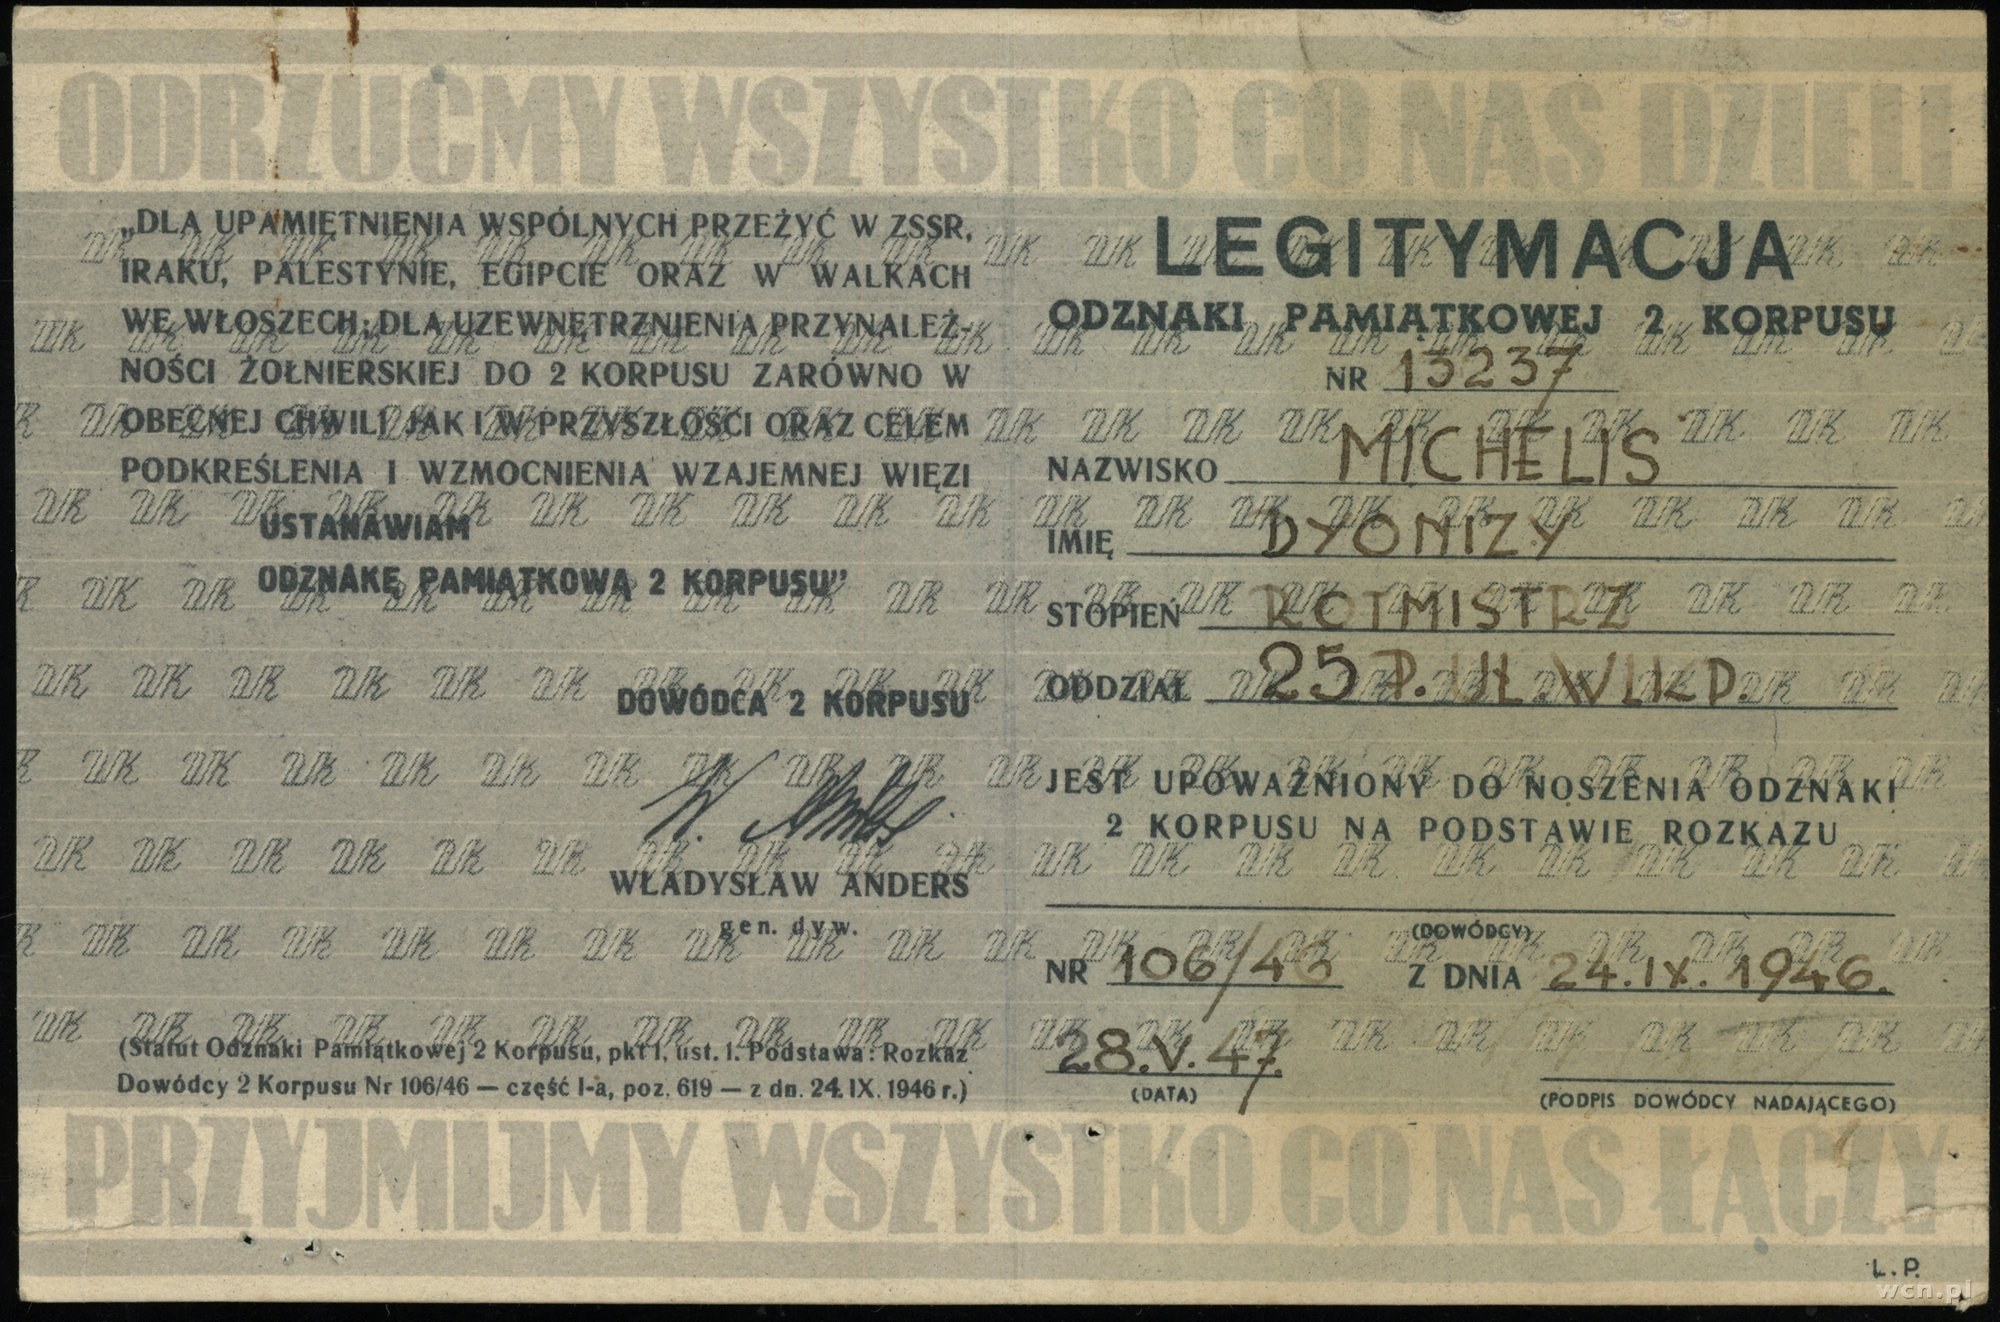 ODRZUĆMY WSZYSTKO CO NAS DZIELI
„DLA UPAMIĘTNIENIA WSPÓLNYCH PRZEŻYĆ W ZSSR,
IRAKU, PALESTYNIE, EGIPCIE ORAZ W WALKACH
WE WŁOSZECH; DLA UZEWNĘTRZNIENIA PRZYNALEŻ-
NOŚCI ŻOŁNIERSKIEJ DO 2 KORPUSU ZARÓWNO W
OBECNEJ CHWILI JAK I W PRZYSZŁOŚCI ORAZ CELEM
PODKREŚLENIA I WZMOCNIENIA WZAJEMNEJ WIĘZI
USTANAWIAM
ODZNAKĘ PAMIĄTKOWĄ 2 KORPUSU"
DOWÓDCA 2 KORPUSU
W. Anders
WŁADYSŁAW ANDERS
gen. dyw.
(Statut Odznaki Pamiątkowej 2 Korpusu, pkt 1, ust. 1. Podstawa: Rozkaz
Dowódcy 2 Korpusu Nr 106/46 — część I-a, poz. 619 — z dn. 24. IX. 1946 r.)
LEGITYMACJA
ODZNAKI PAMIĄTKOWEJ 2 KORPUSU
NR 13237
NAZWISKO MICHELIS
IMIĘ DYONIZY
STOPIEŃ ROTMISTRZ
ODDZIAŁ 25 P. UŁ. WLKP.
JEST UPOWAŻNIONY DO NOSZENIA ODZNAKI
2 KORPUSU NA PODSTAWIE ROZKAZU
(DOWÓDCY)
NR 106/46 Z DNIA 24.IX.1946.
28.V.47.
(DATA)
(PODPIS DOWÓDCY NADAJĄCEGO)
PRZYJMIJMY WSZYSTKO CO NAS ŁĄCZY
L.P.
wcn.pl